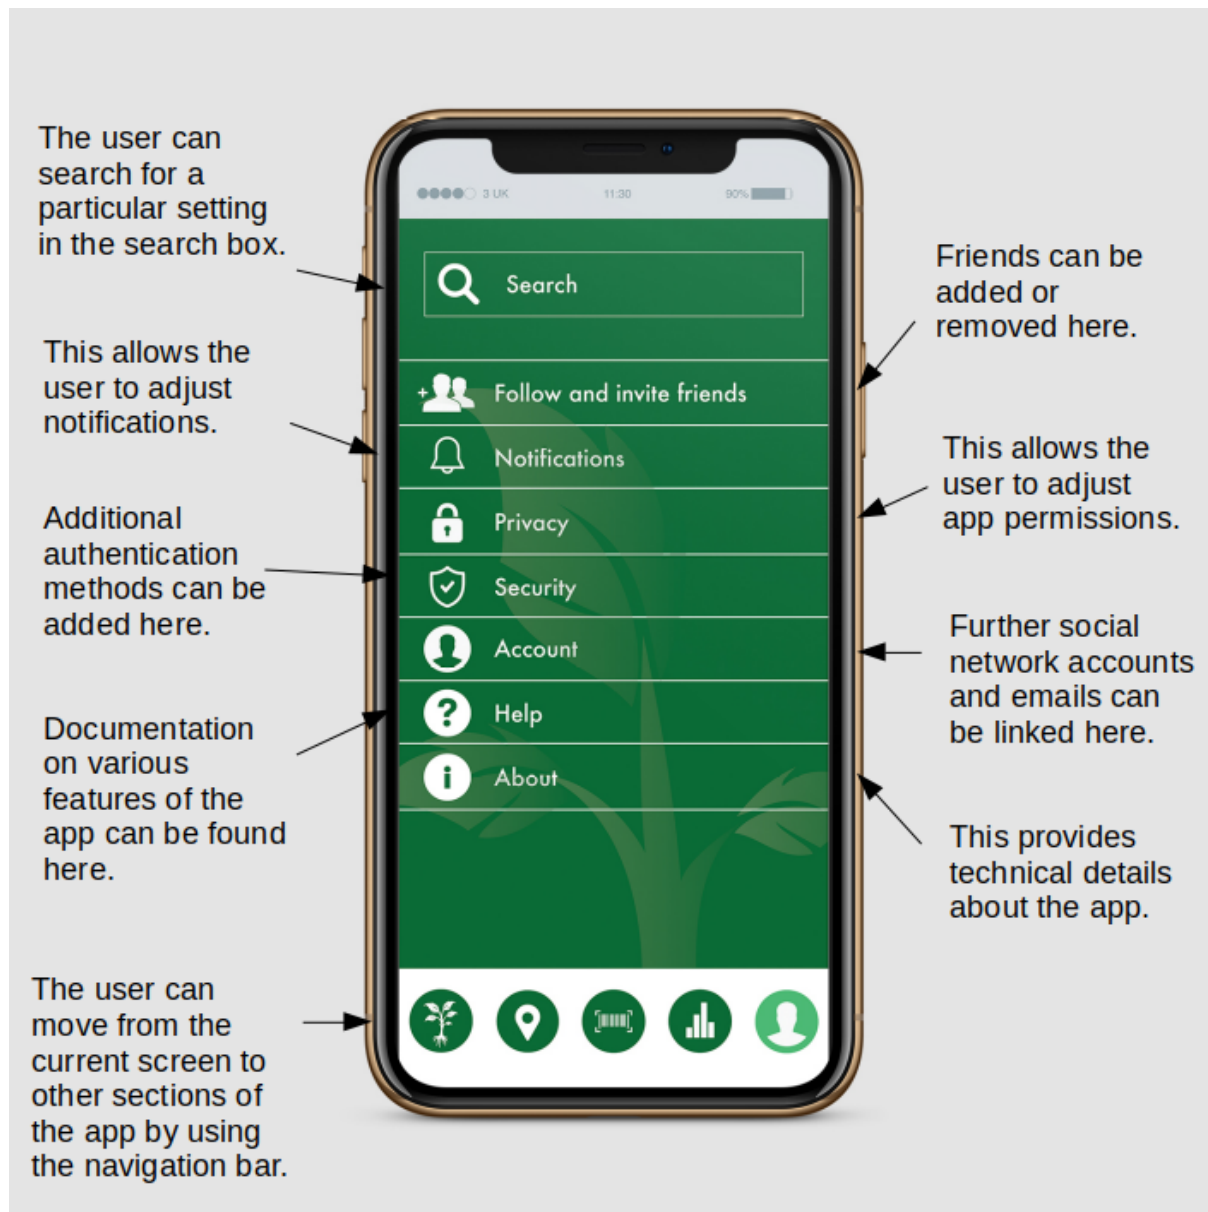 The user can
search for a
particular setting
in the search box.
This allows the
user to adjust
notifications.
Additional
authentication
methods can be
added here.
Documentation
on various
features of the
app can be found
here.
The user can
move from the
current screen to
other sections of
the app by using
the navigation bar.
3 UK 11:30 90%
Search
+ Follow and invite friends
Notifications
Privacy
Security
Account
? Help
i About
Friends can be
added or
removed here.
This allows the
user to adjust
app permissions.
Further social
network accounts
and emails can
be linked here.
This provides
technical details
about the app.